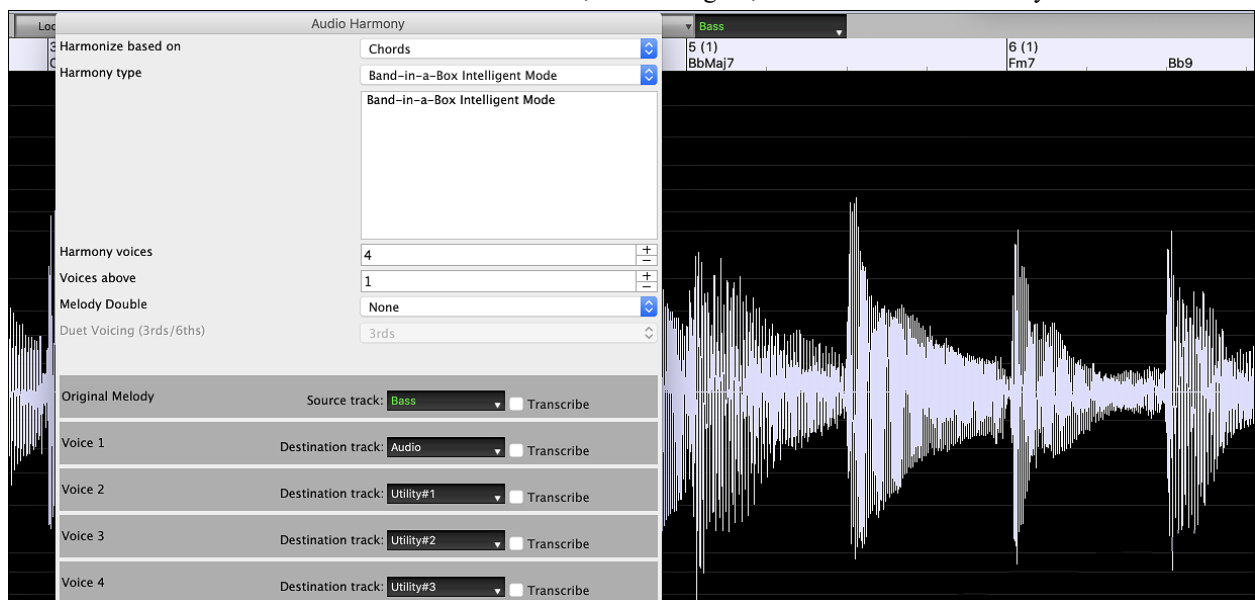 Loc
Audio Harmony
Bass
Harmonize based on
Chords
Harmony type
Band-in-a-Box Intelligent Mode
Band-in-a-Box Intelligent Mode
Harmony voices
4
Voices above
1
Melody Double
None
Duet Voicing (3rds/6ths)
3rds
Original Melody
Source track: Bass
Transcribe
Voice 1
Destination track: Audio
Transcribe
Voice 2
Destination track: Utility#1
Transcribe
Voice 3
Destination track: Utility#2
Transcribe
Voice 4
Destination track: Utility#3
Transcribe
5 (1)
BbMaj7
6 (1)
Fm7
Bb9